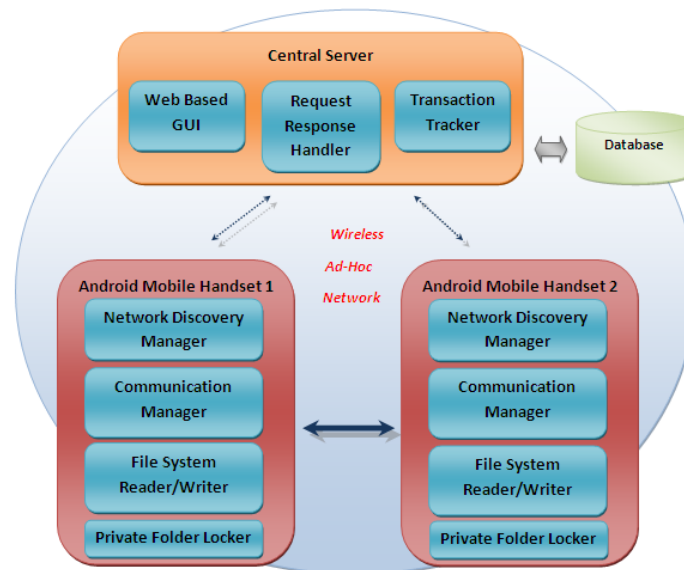 Central Server
Web Based
GUI
Request
Response
Handler
Transaction
Tracker
Database
Wireless
Ad-Hoc
Network
Android Mobile Handset 1
Network Discovery
Manager
Communication
Manager
File System
Reader/Writer
Private Folder Locker
Android Mobile Handset 2
Network Discovery
Manager
Communication
Manager
File System
Reader/Writer
Private Folder Locker